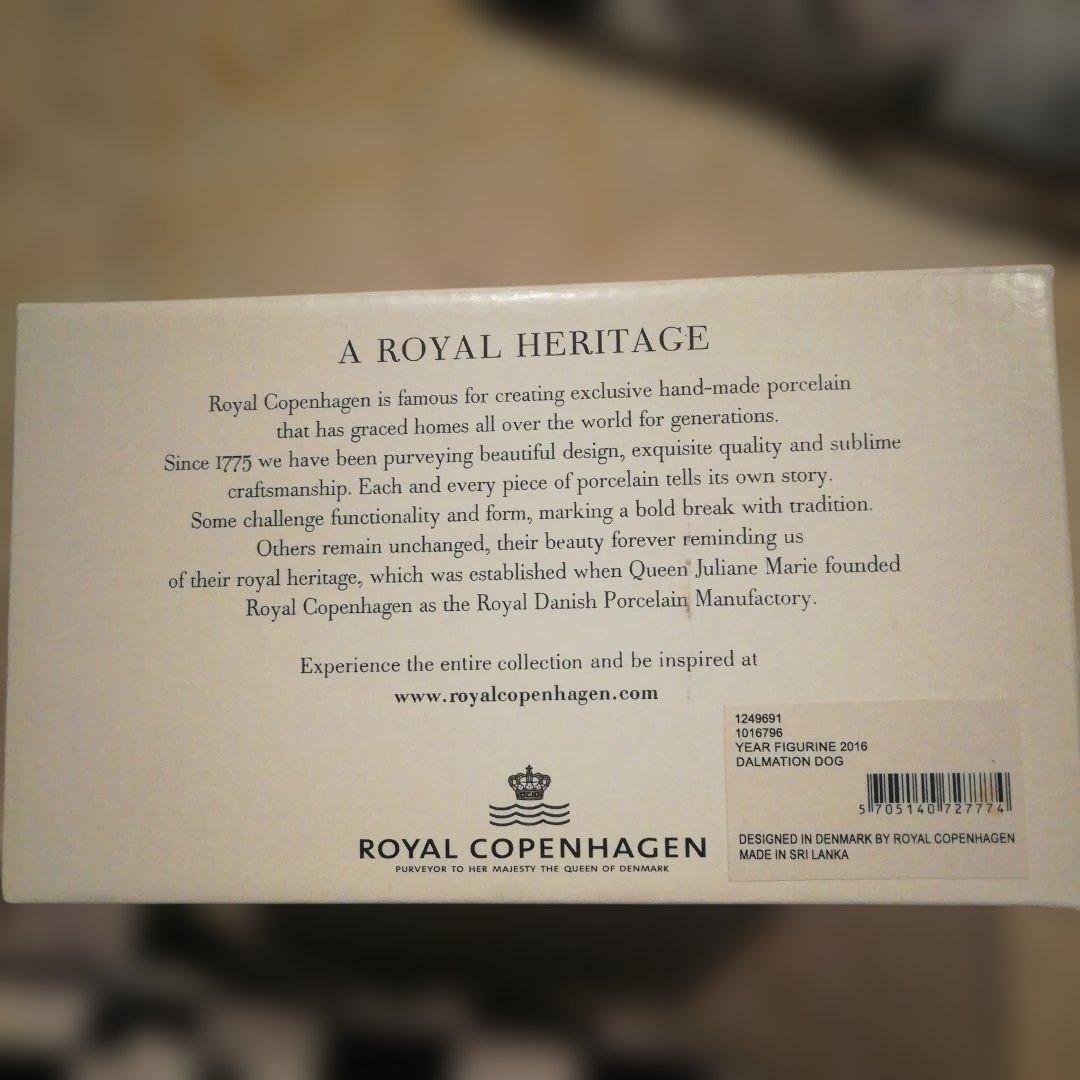 A ROYAL HERITAGE
Royal Copenhagen is famous for creating exclusive hand-made porcelain
that has graced homes all over the world for generations.
Since 1775 we have been purveying beautiful design, exquisite quality and sublime
craftsmanship. Each and every piece of porcelain tells its own story.
Some challenge functionality and form, marking a bold break with tradition.
Others remain unchanged, their beauty forever reminding us
of their royal heritage, which was established when Queen Juliane Marie founded
Royal Copenhagen as the Royal Danish Porcelain Manufactory.
Experience the entire collection and be inspired at
www.royalcopenhagen.com
ROYAL COPENHAGEN
PURVEYOR TO HER MAJESTY THE QUEEN OF DENMARK
1249691
1016796
YEAR FIGURINE 2016
DALMATION DOG
5 705140 727774
DESIGNED IN DENMARK BY ROYAL COPENHAGEN
MADE IN SRI LANKA